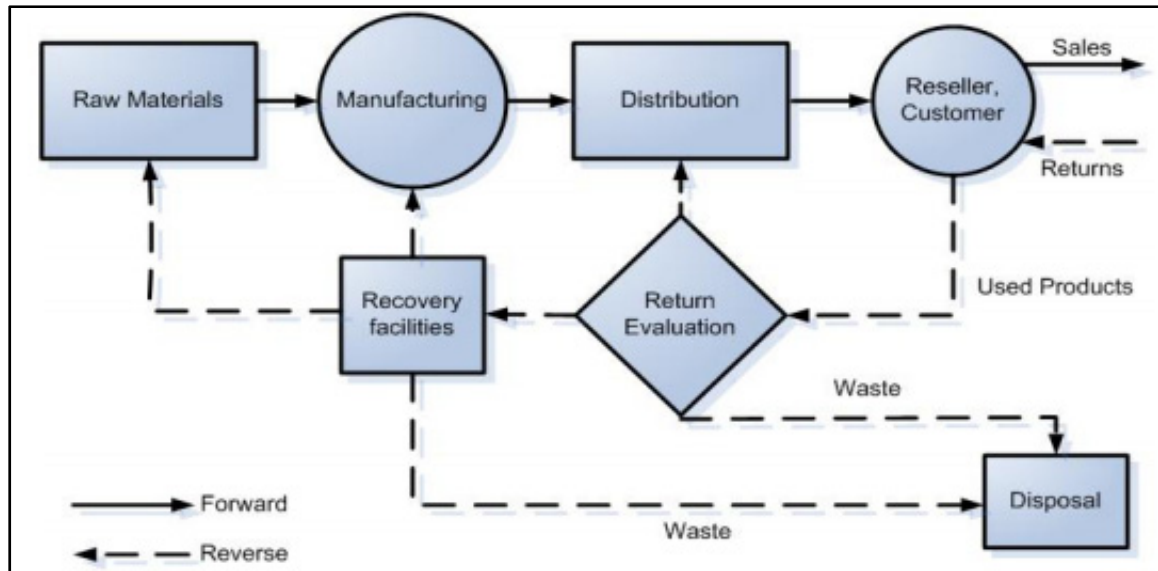 Sales
Raw Materials
Manufacturing
Distribution
Reseller,
Customer
Returns
Recovery
facilities
Return
Evaluation
Used Products
Waste
Disposal
Forward
Waste
Reverse